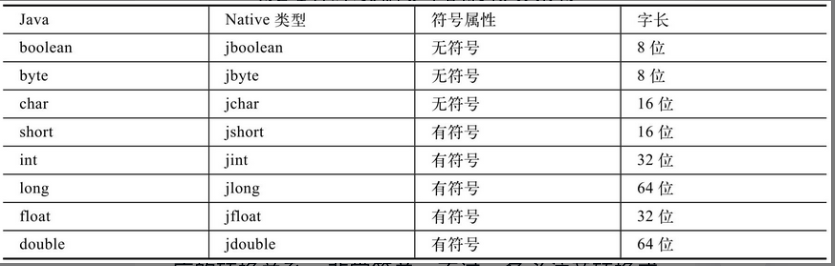 Java Native 类型 符号属性 字长
boolean jboolean 无符号 8 位
byte jbyte 无符号 8 位
char jchar 无符号 16 位
short jshort 有符号 16 位
int jint 有符号 32 位
long jlong 有符号 64 位
float jfloat 有符号 32 位
double jdouble 有符号 64 位